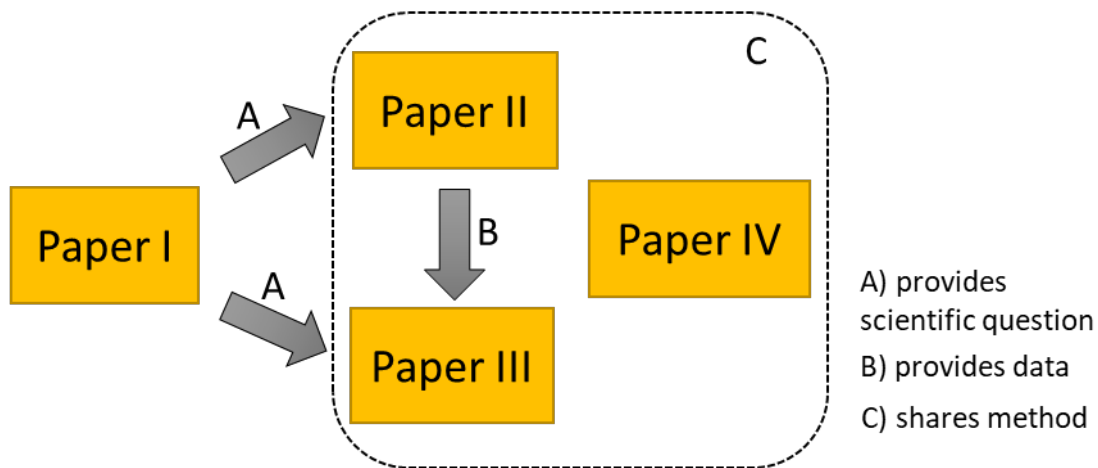 C
Paper II
A
Paper I
B
Paper IV
A
Paper III
A) provides
scientific question
B) provides data
C) shares method